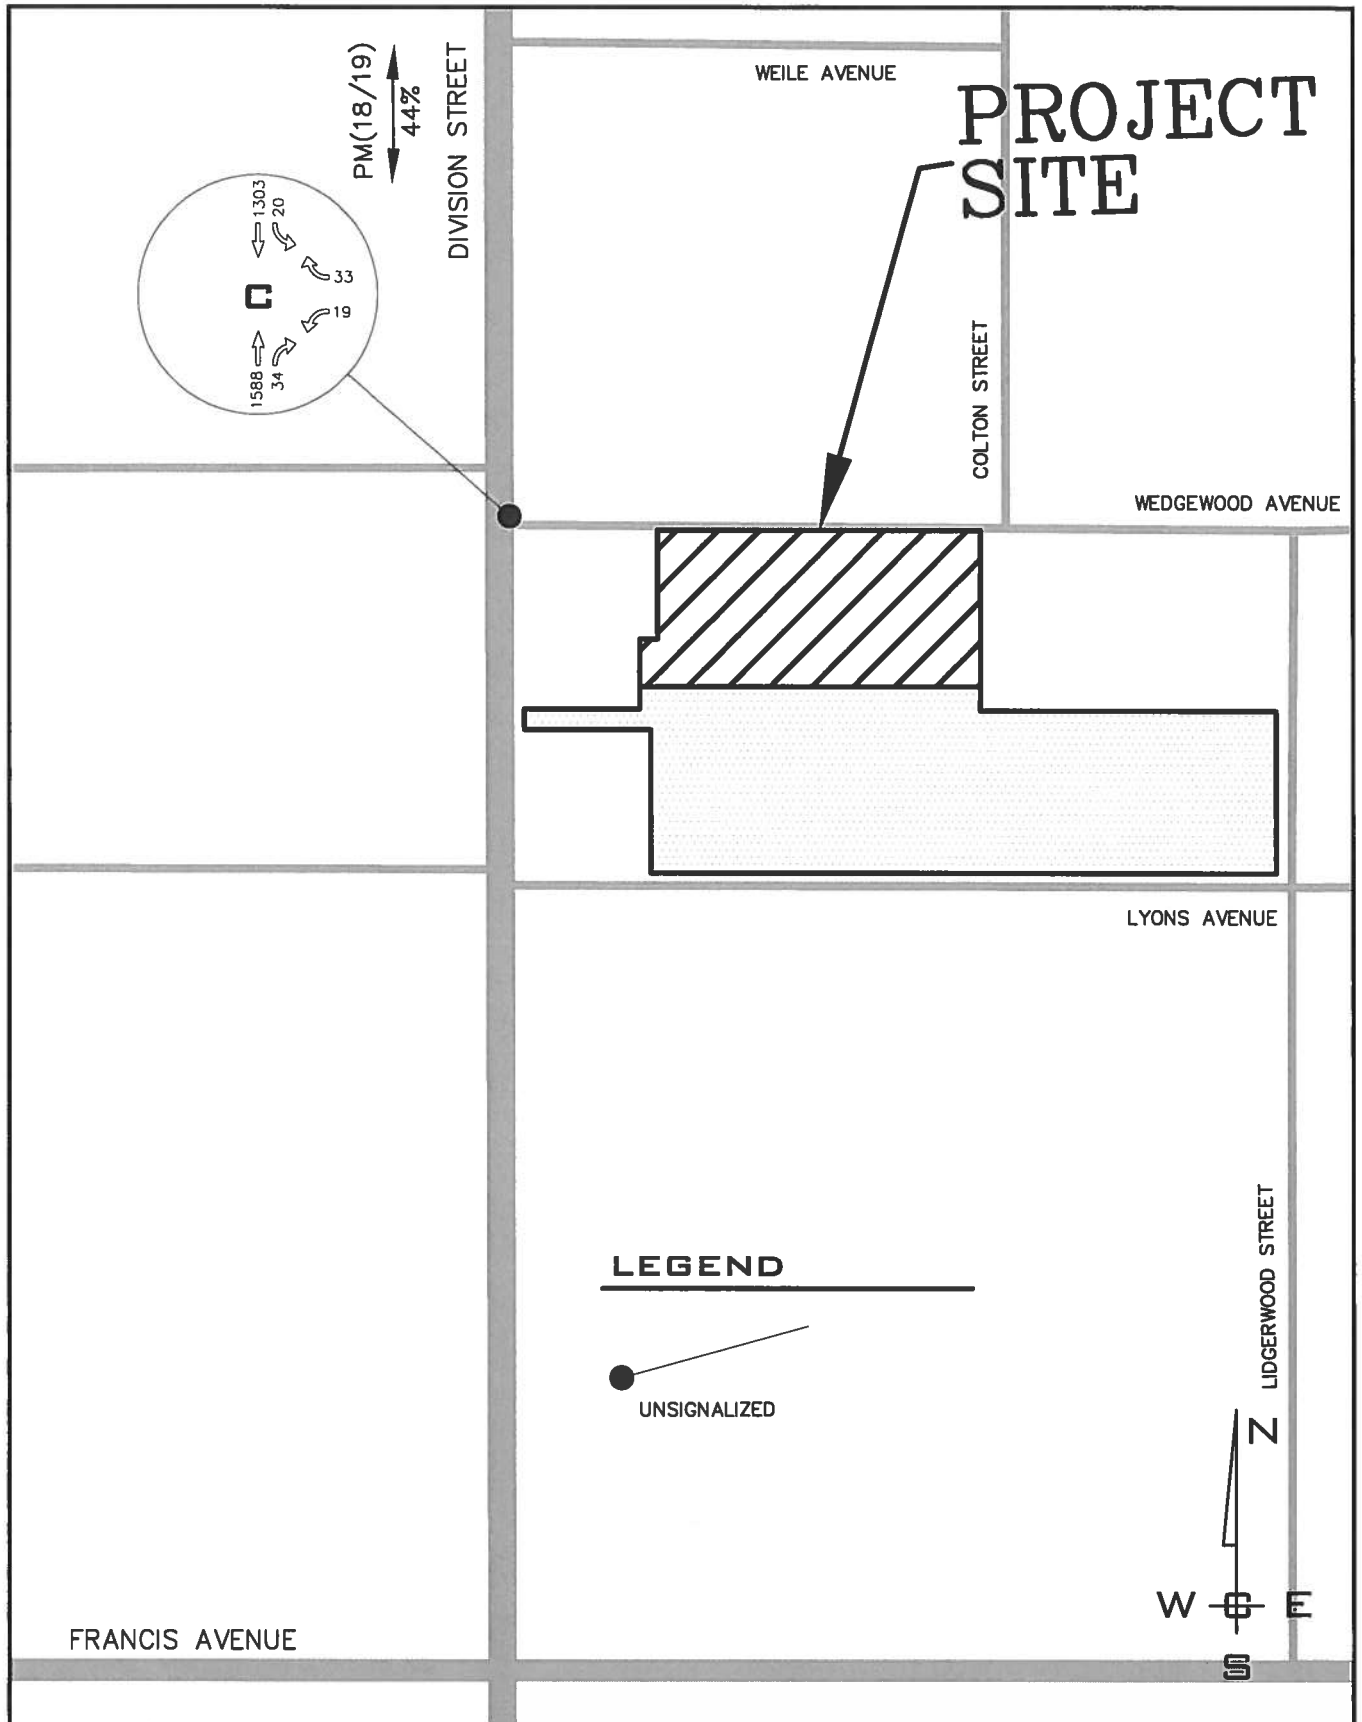 PM(18/19)
44%
DIVISION STREET
WEILE AVENUE
PROJECT
SITE
1303
20
33
C
19
1588
34
COLTON STREET
WEDGEWOOD AVENUE
LYONS AVENUE
LEGEND
UNSIGNALIZED
LIDGERWOOD STREET
N
W E
S
FRANCIS AVENUE